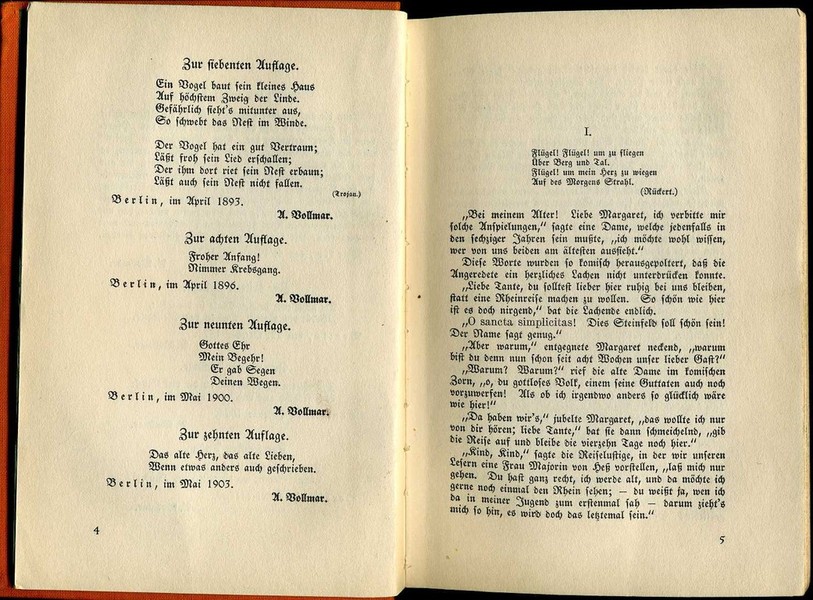 Zur siebenten Auflage.
Ein Vogel baut sein kleines Haus
Auf höchstem Zweig der Linde.
Gefährlich sieht's mitunter aus,
So schwebt das Nest im Winde.
Der Vogel hat ein gut Vertraun;
Läßt froh sein Lied erschallen;
Der ihm dort riet sein Nest erbaun;
Läßt auch sein Nest nicht fallen.
(Trojan.)
Berlin, im April 1893.
A. Vollmar.
Zur achten Auflage.
Froher Anfang!
Nimmer Krebsgang.
Berlin, im April 1896.
A. Vollmar.
Zur neunten Auflage.
Gottes Ehr
Mein Begehr!
Er gab Segen
Deinen Wegen.
Berlin, im Mai 1900.
A. Vollmar.
Zur zehnten Auflage.
Das alte Herz, das alte Lieben,
Wenn etwas anders auch geschrieben.
Berlin, im Mai 1903.
A. Vollmar.
4
I.
Flügel! Flügel! um zu fliegen
Über Berg und Tal.
Flügel! um mein Herz zu wiegen
Auf des Morgens Strahl.
(Rückert.)
„Bei meinem Alter! Liebe Margaret, ich verbitte mir
solche Anspielungen,“ sagte eine Dame, welche jedenfalls in
den sechziger Jahren sein mußte, „ich möchte wohl wissen,
wer von uns beiden am ältesten aussieht.“
Diese Worte wurden so komisch herausgepoltert, daß die
Angeredete ein herzliches Lachen nicht unterdrücken konnte.
„Liebe Tante, du solltest lieber hier ruhig bei uns bleiben,
statt eine Rheinreise machen zu wollen. So schön wie hier
ist es doch nirgend,“ bat die Lachende endlich.
„O sancta simplicitas! Dies Steinfeld soll schön sein!
Der Name sagt genug.“
„Aber warum,“ entgegnete Margaret neckend, „warum
bist du denn nun schon seit acht Wochen unser lieber Gast?“
„Warum? Warum?“ rief die alte Dame im komischen
Zorn, „o, du gottloses Volk, einem seine Guttaten auch noch
vorzuwerfen! Als ob ich irgendwo anders so glücklich wäre
wie hier!“
„Da haben wir's,“ jubelte Margaret, „das wollte ich nur
von dir hören; liebe Tante,“ bat sie dann schmeichelnd, „gib
die Reise auf und bleibe die vierzehn Tage noch hier.“
„Kind, Kind,“ sagte die Reiselustige, in der wir unseren
Lesern eine Frau Majorin von Heß vorstellen, „laß mich nur
gehen. Du hast ganz recht, ich werde alt, und da möchte ich
gerne noch einmal den Rhein sehen; — du weißt ja, wen ich
da in meiner Jugend zum erstenmal sah — darum zieht's
mich so hin, es wird doch das letztemal sein.“
5